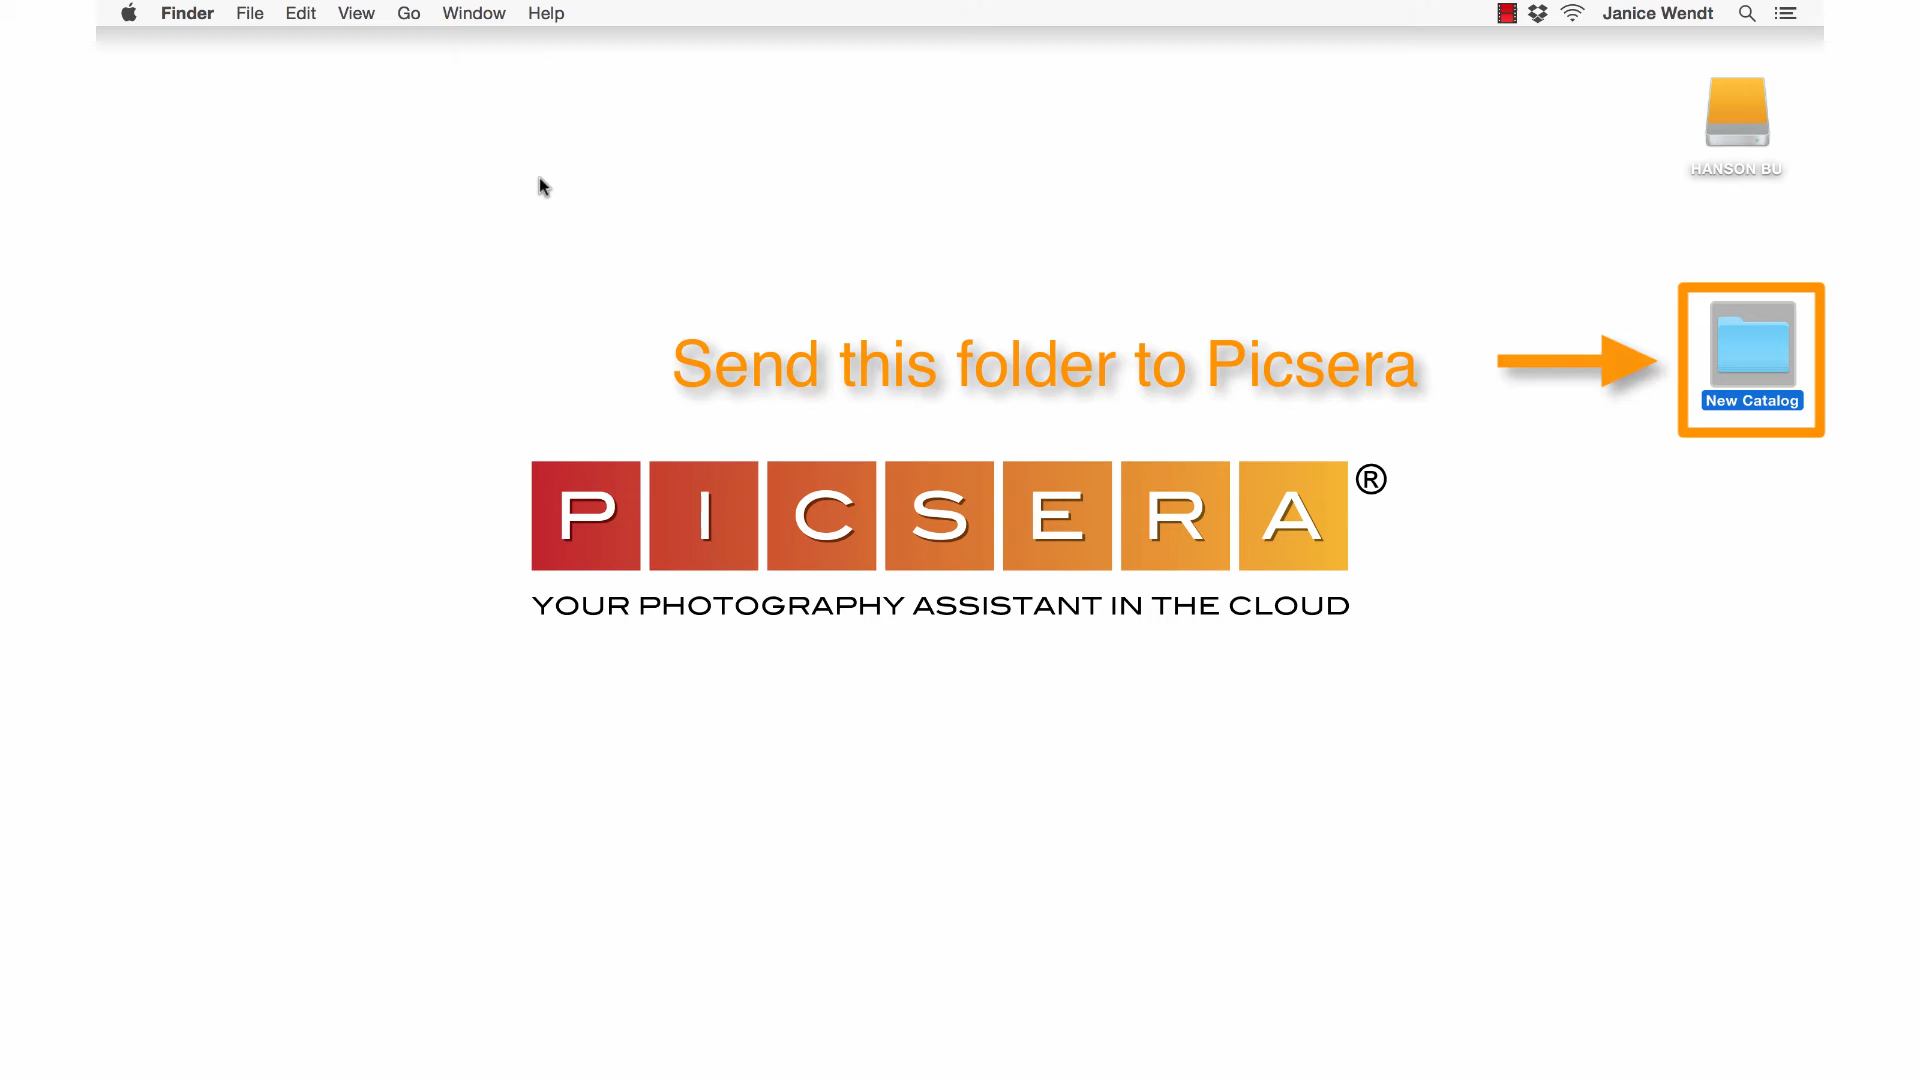 Finder File Edit View Go Window Help Janice Wendt
HANSON BU
Send this folder to Picsera
New Catalog
PICSERA®
YOUR PHOTOGRAPHY ASSISTANT IN THE CLOUD